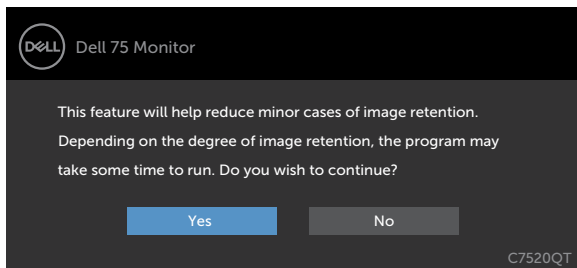 DELL
Dell 75 Monitor
This feature will help reduce minor cases of image retention.
Depending on the degree of image retention, the program may
take some time to run. Do you wish to continue?
Yes
No
C7520QT